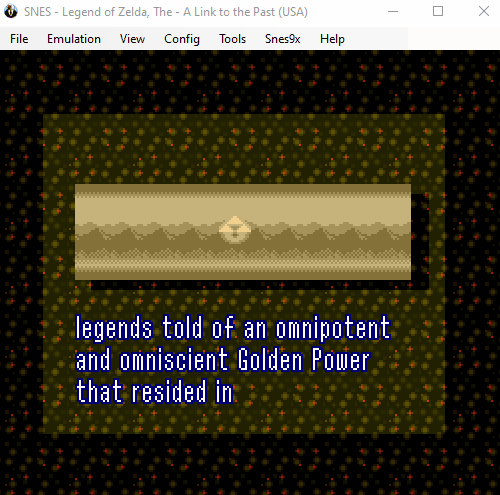 SNES - Legend of Zelda, The - A Link to the Past (USA)
File Emulation View Config Tools Snes9x Help
legends told of an omnipotent
and omniscient Golden Power
that resided in